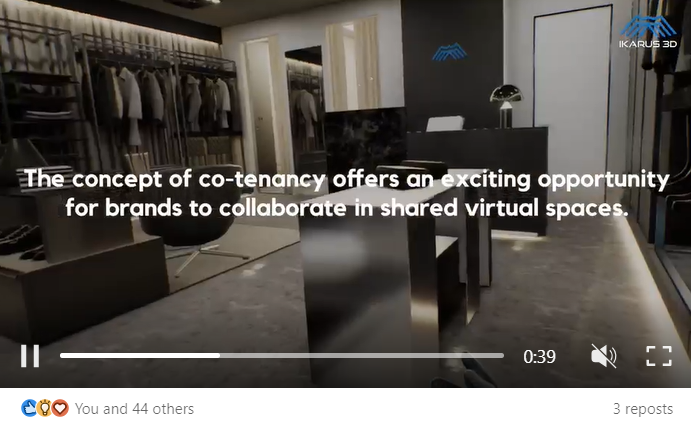 IKARUS 3D
The concept of co-tenancy offers an exciting opportunity
for brands to collaborate in shared virtual spaces.
0:39
You and 44 others
3 reposts